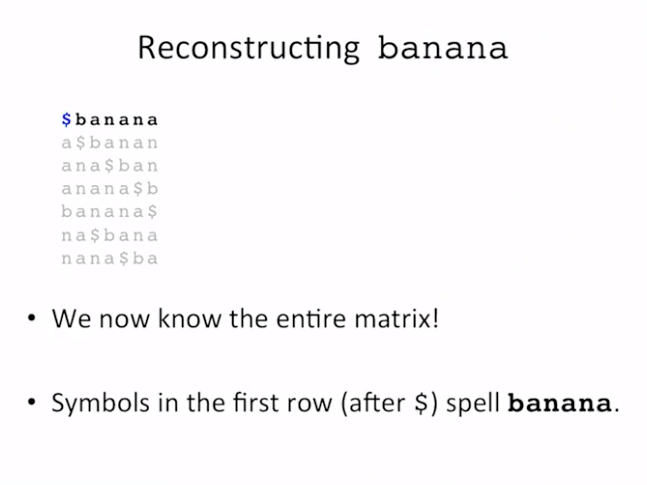 Reconstructing banana
$banana
a$banan
ana$ban
anana$b
banana$
na$bana
nana$ba
• We now know the entire matrix!
• Symbols in the first row (after $) spell banana.